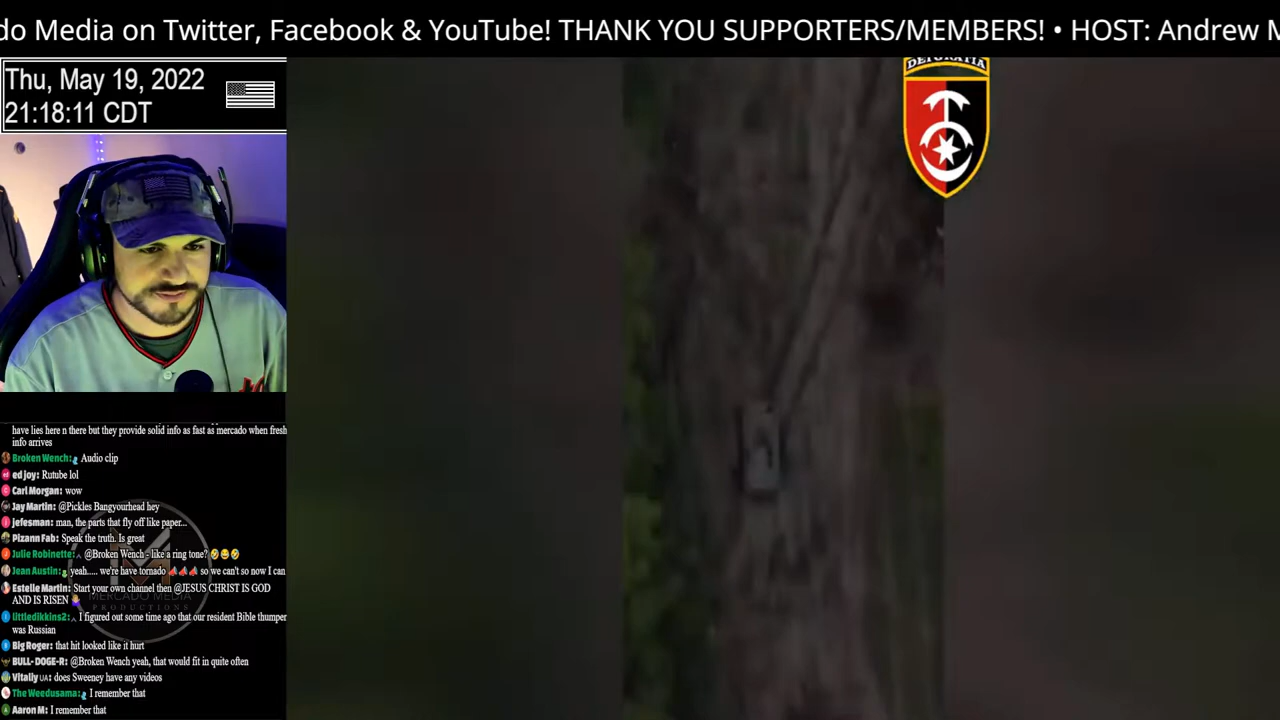 do Media on Twitter, Facebook & YouTube! THANK YOU SUPPORTERS/MEMBERS! • HOST: Andrew M
Thu, May 19, 2022
21:18:11 CDT
have lies here n there but they provide solid info as fast as mercado when fresh
info arrives
Broken Wench: Audio clip
ed joy: Rutube lol
Carl Morgan: wow
Jay Martin: @Pickles Bangyourhead hey
jefesman: man, the parts that fly off like paper...
Pizann Fab: Speak the truth. Is great
Julie Robinette: @Broken Wench - like a ring tone? 🤣😂🤣
Jean Austin: yeah..... we're have tornado 📣📣📣 so we can't so now I can
Estelle Martin: Start your own channel then @JESUS CHRIST IS GOD
AND IS RISEN 🤷‍♀️
littledikkins2: I figured out some time ago that our resident Bible thumper
was Russian
Big Roger: that hit looked like it hurt
BULL- DOGE-R: @Broken Wench yeah, that would fit in quite often
Vitaliy UA: does Sweeney have any videos
The Weedusama: I remember that
Aaron M: I remember that
MERCADO MEDIA
PRODUCTIONS